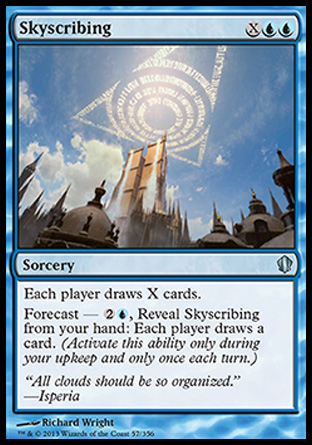 Skyscribing X
Sorcery
Each player draws X cards.
Forecast — 2, Reveal Skyscribing
from your hand: Each player draws a
card. (Activate this ability only during
your upkeep and only once each turn.)
“All clouds should be so organized.”
—Isperia
Richard Wright
™ & © 2013 Wizards of the Coast 57/356